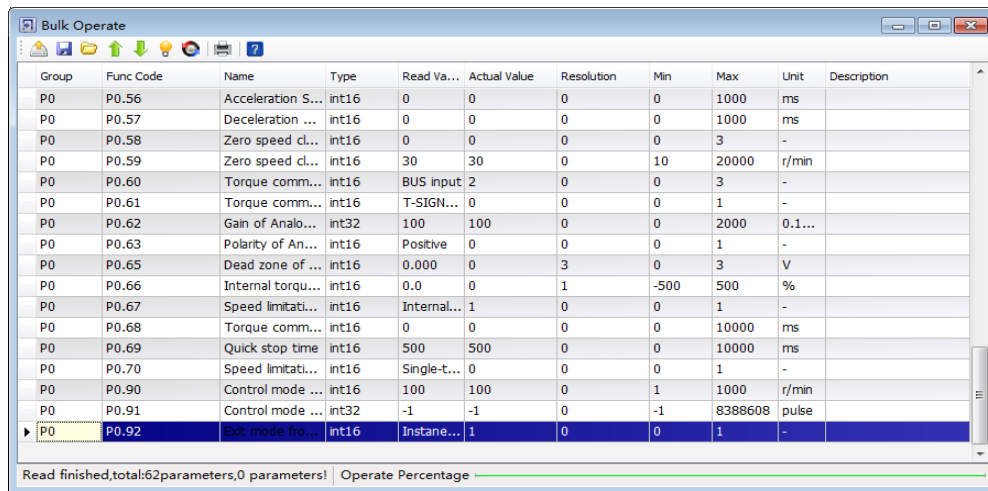 Bulk Operate
?
Group Func Code Name Type Read Va... Actual Value Resolution Min Max Unit Description
P0 P0.56 Acceleration S... int16 0 0 0 0 1000 ms
P0 P0.57 Deceleration ... int16 0 0 0 0 1000 ms
P0 P0.58 Zero speed cl... int16 0 0 0 0 3 -
P0 P0.59 Zero speed cl... int16 30 30 0 10 20000 r/min
P0 P0.60 Torque comm... int16 BUS input 2 0 0 3 -
P0 P0.61 Torque comm... int16 T-SIGN... 0 0 0 1 -
P0 P0.62 Gain of Analo... int32 100 100 0 0 2000 0.1...
P0 P0.63 Polarity of An... int16 Positive 0 0 0 1 -
P0 P0.65 Dead zone of ... int16 0.000 0 3 0 3 V
P0 P0.66 Internal torqu... int16 0.0 0 1 -500 500 %
P0 P0.67 Speed limitati... int16 Internal... 1 0 0 1 -
P0 P0.68 Torque comm... int16 0 0 0 0 10000 ms
P0 P0.69 Quick stop time int16 500 500 0 0 10000 ms
P0 P0.70 Speed limitati... int16 Single-t... 0 0 0 1 -
P0 P0.90 Control mode ... int16 100 100 0 1 1000 r/min
P0 P0.91 Control mode ... int32 -1 -1 0 -1 8388608 pulse
P0 P0.92 Exit mode fro... int16 Instane... 1 0 0 1 -
Read finished,total:62parameters,0 parameters! Operate Percentage